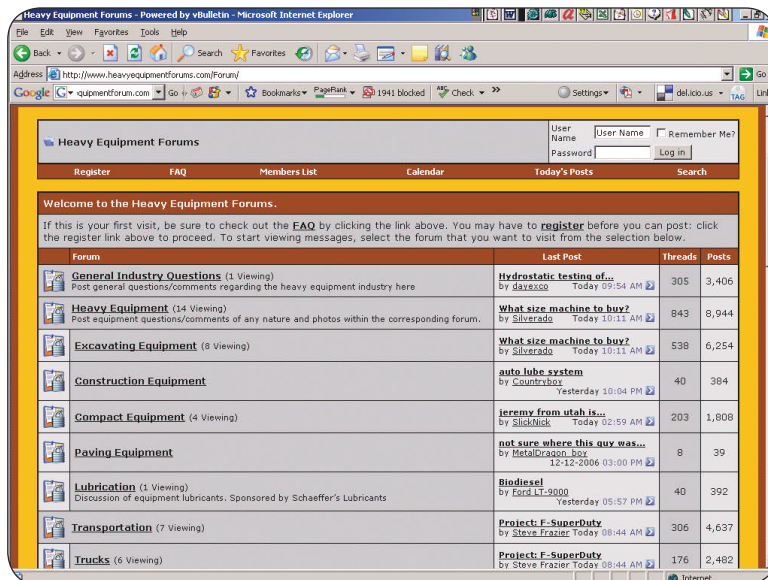 Heavy Equipment Forums - Powered by vBulletin - Microsoft Internet Explorer
File Edit View Favorites Tools Help
Back Search Favorites
Address http://www.heavyequipmentforums.com/Forum/ Go
Google quipmentforum.com Go Bookmarks PageRank 1941 blocked ABC Check » Settings del.icio.us TAG Lin
Heavy Equipment Forums
User Name User Name Remember Me?
Password Log in
Register FAQ Members List Calendar Today's Posts Search
Welcome to the Heavy Equipment Forums.
If this is your first visit, be sure to check out the FAQ by clicking the link above. You may have to register before you can post: click
the register link above to proceed. To start viewing messages, select the forum that you want to visit from the selection below.
Forum Last Post Threads Posts
General Industry Questions (1 Viewing)
Post general questions/comments regarding the heavy equipment industry here
Hydrostatic testing of...
by dayexco Today 09:54 AM
305 3,406
Heavy Equipment (14 Viewing)
Post equipment questions/comments of any nature and photos within the corresponding forum.
What size machine to buy?
by Silverado Today 10:11 AM
843 8,944
Excavating Equipment (8 Viewing)
What size machine to buy?
by Silverado Today 10:11 AM
538 6,254
Construction Equipment
auto lube system
by Countryboy
Yesterday 10:04 PM
40 384
Compact Equipment (4 Viewing)
jeremy from utah is...
by SlickNick Today 02:59 AM
203 1,808
Paving Equipment
not sure where this guy was...
by MetalDragon_boy
12-12-2006 03:00 PM
8 39
Lubrication (1 Viewing)
Discussion of equipment lubricants. Sponsored by Schaeffer's Lubricants
Biodiesel
by Ford LT-9000
Yesterday 05:57 PM
40 392
Transportation (7 Viewing)
Project: F-SuperDuty
by Steve Frazier Today 08:44 AM
306 4,637
Trucks (6 Viewing)
Project: F-SuperDuty
by Steve Frazier Today 08:44 AM
176 2,482
Internet